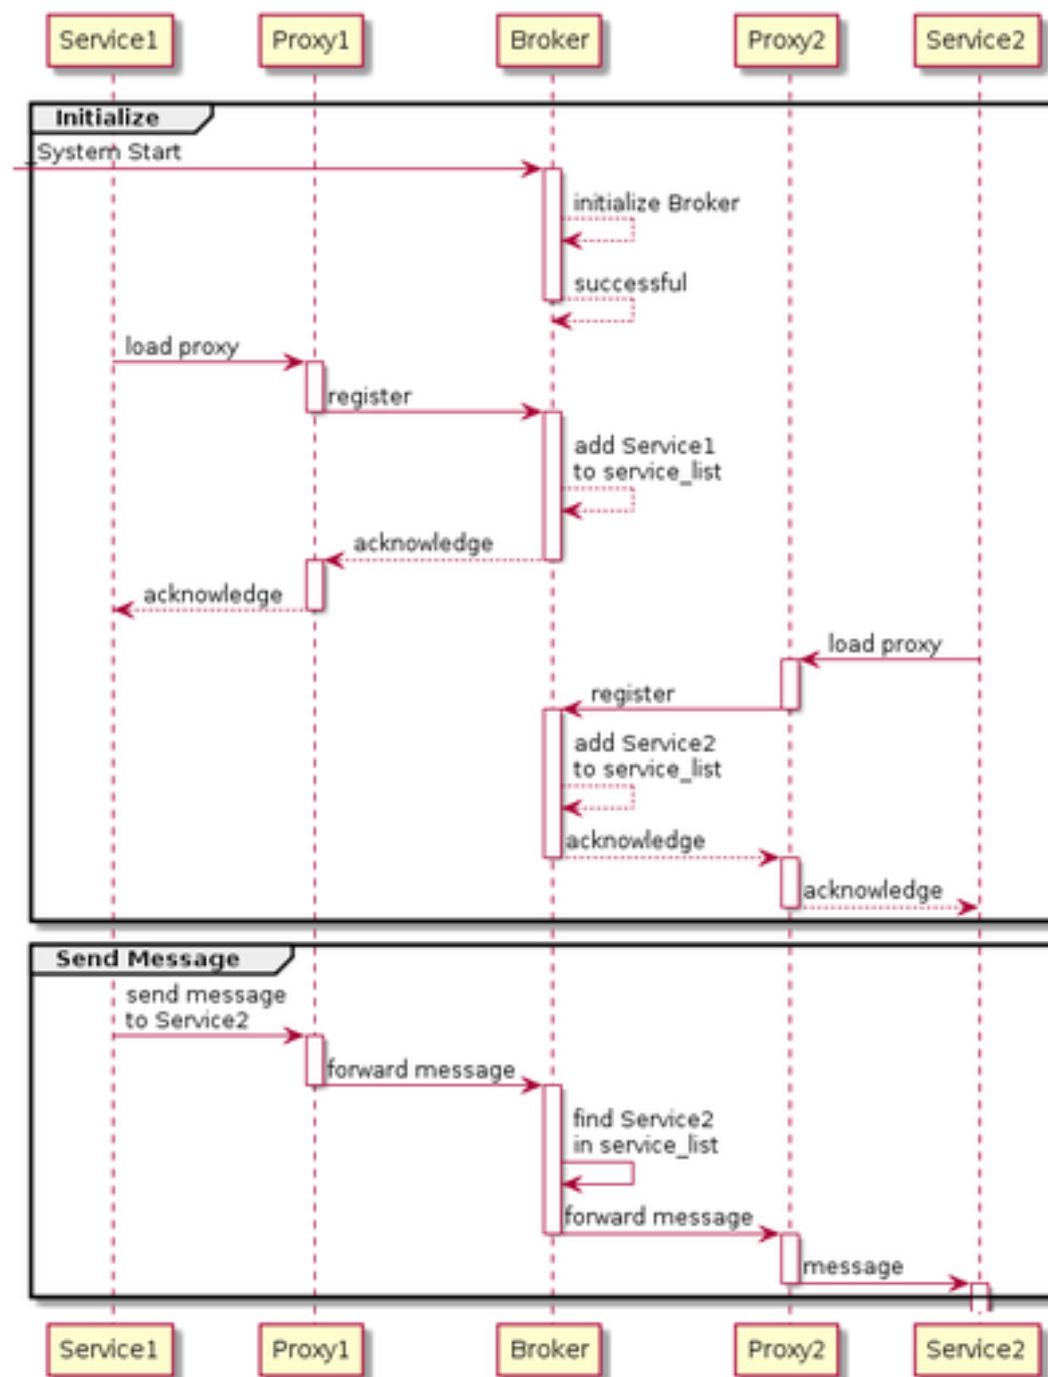 Service1 Proxy1 Broker Proxy2 Service2
Initialize
System Start
initialize Broker
successful
load proxy
register
add Service1
to service_list
acknowledge
acknowledge
load proxy
register
add Service2
to service_list
acknowledge
acknowledge
Send Message
send message
to Service2
forward message
find Service2
in service_list
forward message
message
Service1 Proxy1 Broker Proxy2 Service2